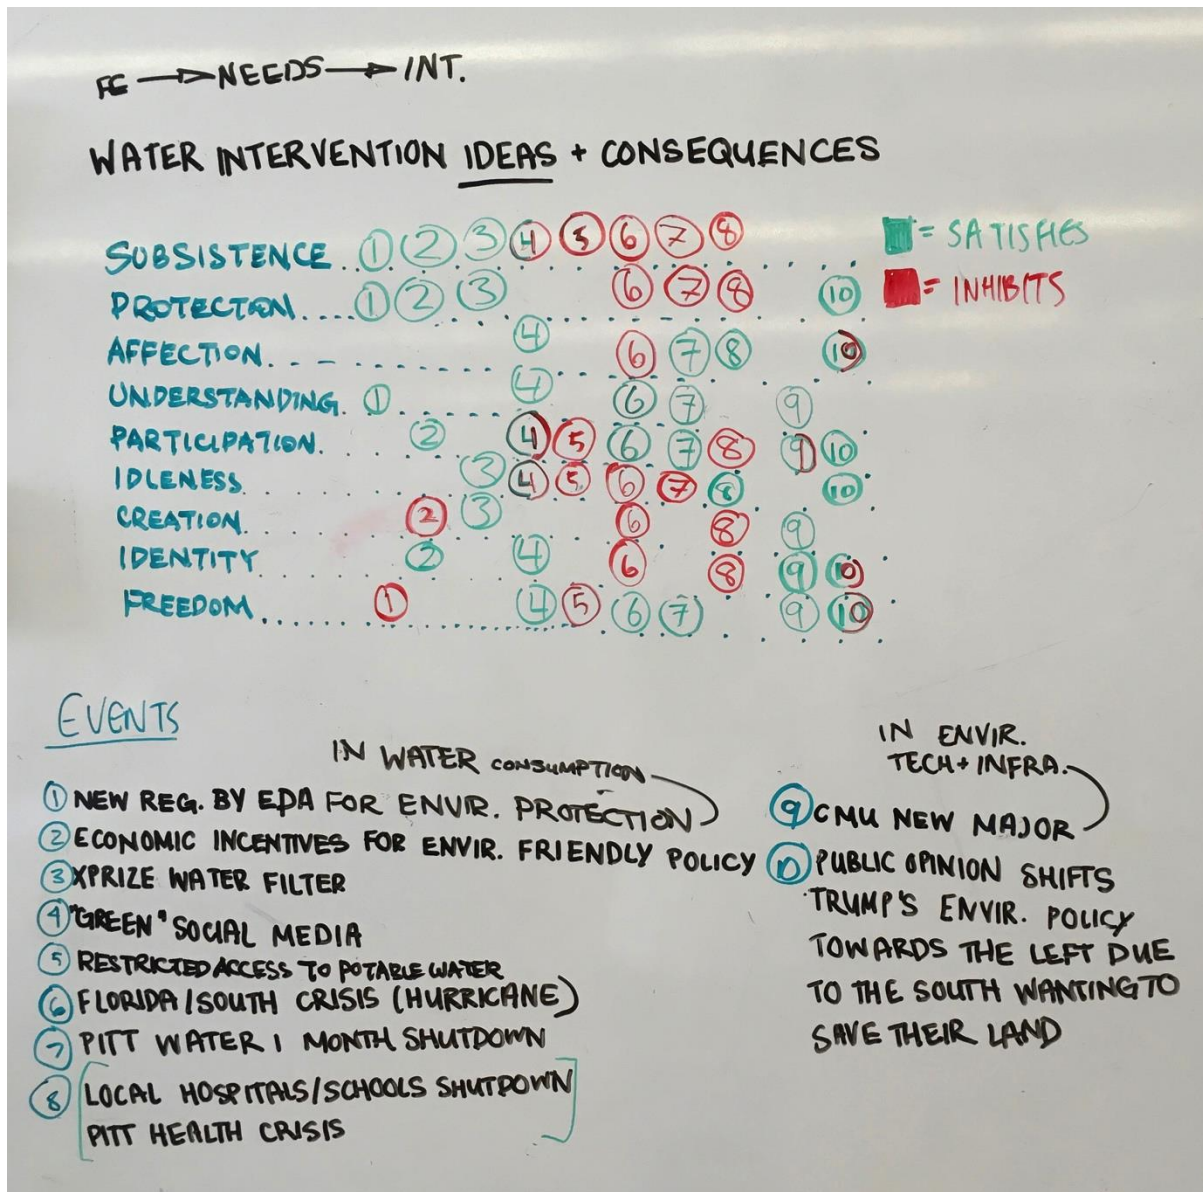 FC → NEEDS → INT.
WATER INTERVENTION IDEAS + CONSEQUENCES
SUBSISTENCE.. ① ② ③ ④ ⑤ ⑥ ⑦ ⑧
= SATISFIES
PROTECTION.... ① ② ③ ⑥ ⑦ ⑧ ⑩
= INHIBITS
AFFECTION. ④ ⑥ ⑦ ⑧ ⑩
UNDERSTANDING. ① ④ ⑥ ⑦ ⑨
PARTICIPATION. ② ④ ⑤ ⑥ ⑦ ⑧ ⑨ ⑩
IDLENESS ③ ④ ⑤ ⑥ ⑦ ⑧ ⑩
CREATION ② ③ ⑥ ⑧ ⑨
IDENTITY ② ④ ⑥ ⑧ ⑨ ⑩
FREEDOM ① ④ ⑤ ⑥ ⑦ ⑨ ⑩
EVENTS
IN WATER CONSUMPTION
① NEW REG. BY EPA FOR ENVIR. PROTECTION
② ECONOMIC INCENTIVES FOR ENVIR. FRIENDLY POLICY
③ XPRIZE WATER FILTER
④ "GREEN" SOCIAL MEDIA
⑤ RESTRICTED ACCESS TO POTABLE WATER
⑥ FLORIDA/SOUTH CRISIS (HURRICANE)
⑦ PITT WATER 1 MONTH SHUTDOWN
⑧ LOCAL HOSPITALS/SCHOOLS SHUTDOWN
PITT HEALTH CRISIS
IN ENVIR.
TECH + INFRA.
⑨ CMU NEW MAJOR
⑩ PUBLIC OPINION SHIFTS
TRUMP'S ENVIR. POLICY
TOWARDS THE LEFT DUE
TO THE SOUTH WANTING TO
SAVE THEIR LAND